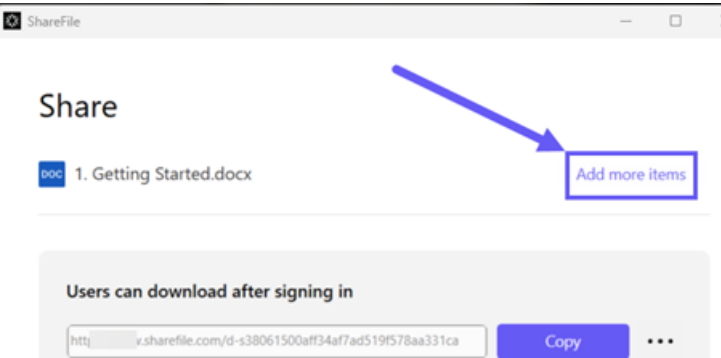 ShareFile
Share
DOC 1. Getting Started.docx Add more items
Users can download after signing in
.sharefile.com/d-s38061500aff34af7ad519f578aa331ca Copy